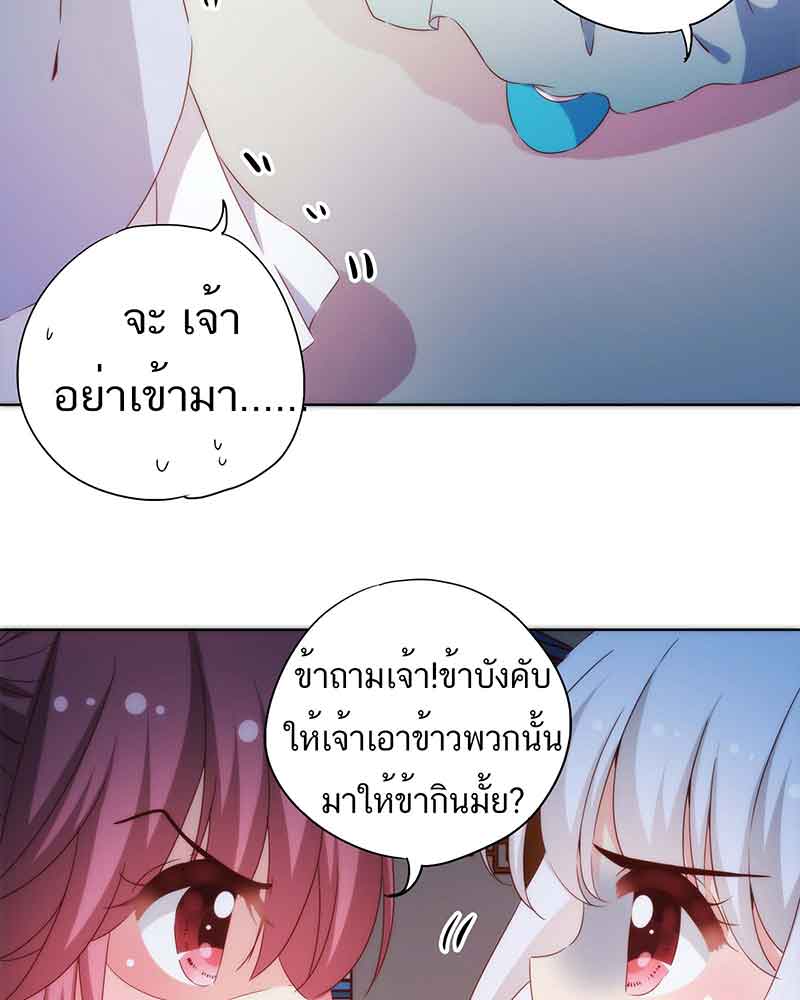 จะ เจ้า
อย่าเข้ามา......
ข้าถามเจ้า!ข้าบังคับ
ให้เจ้าเอาข้าวพวกนั้น
มาให้ข้ากินมั้ย?